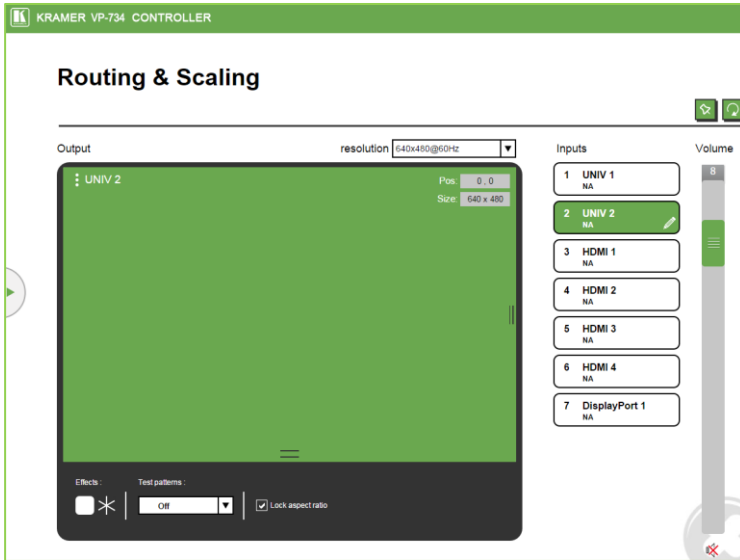 KRAMER VP-734 CONTROLLER
Routing & Scaling
Output
resolution 640x480@60Hz
Inputs
Volume
UNIV 2
Pos: 0 , 0
Size: 640 x 480
8
1 UNIV 1
NA
2 UNIV 2
NA
3 HDMI 1
NA
4 HDMI 2
NA
5 HDMI 3
NA
6 HDMI 4
NA
7 DisplayPort 1
NA
Effects :
Test patterns :
Off
Lock aspect ratio